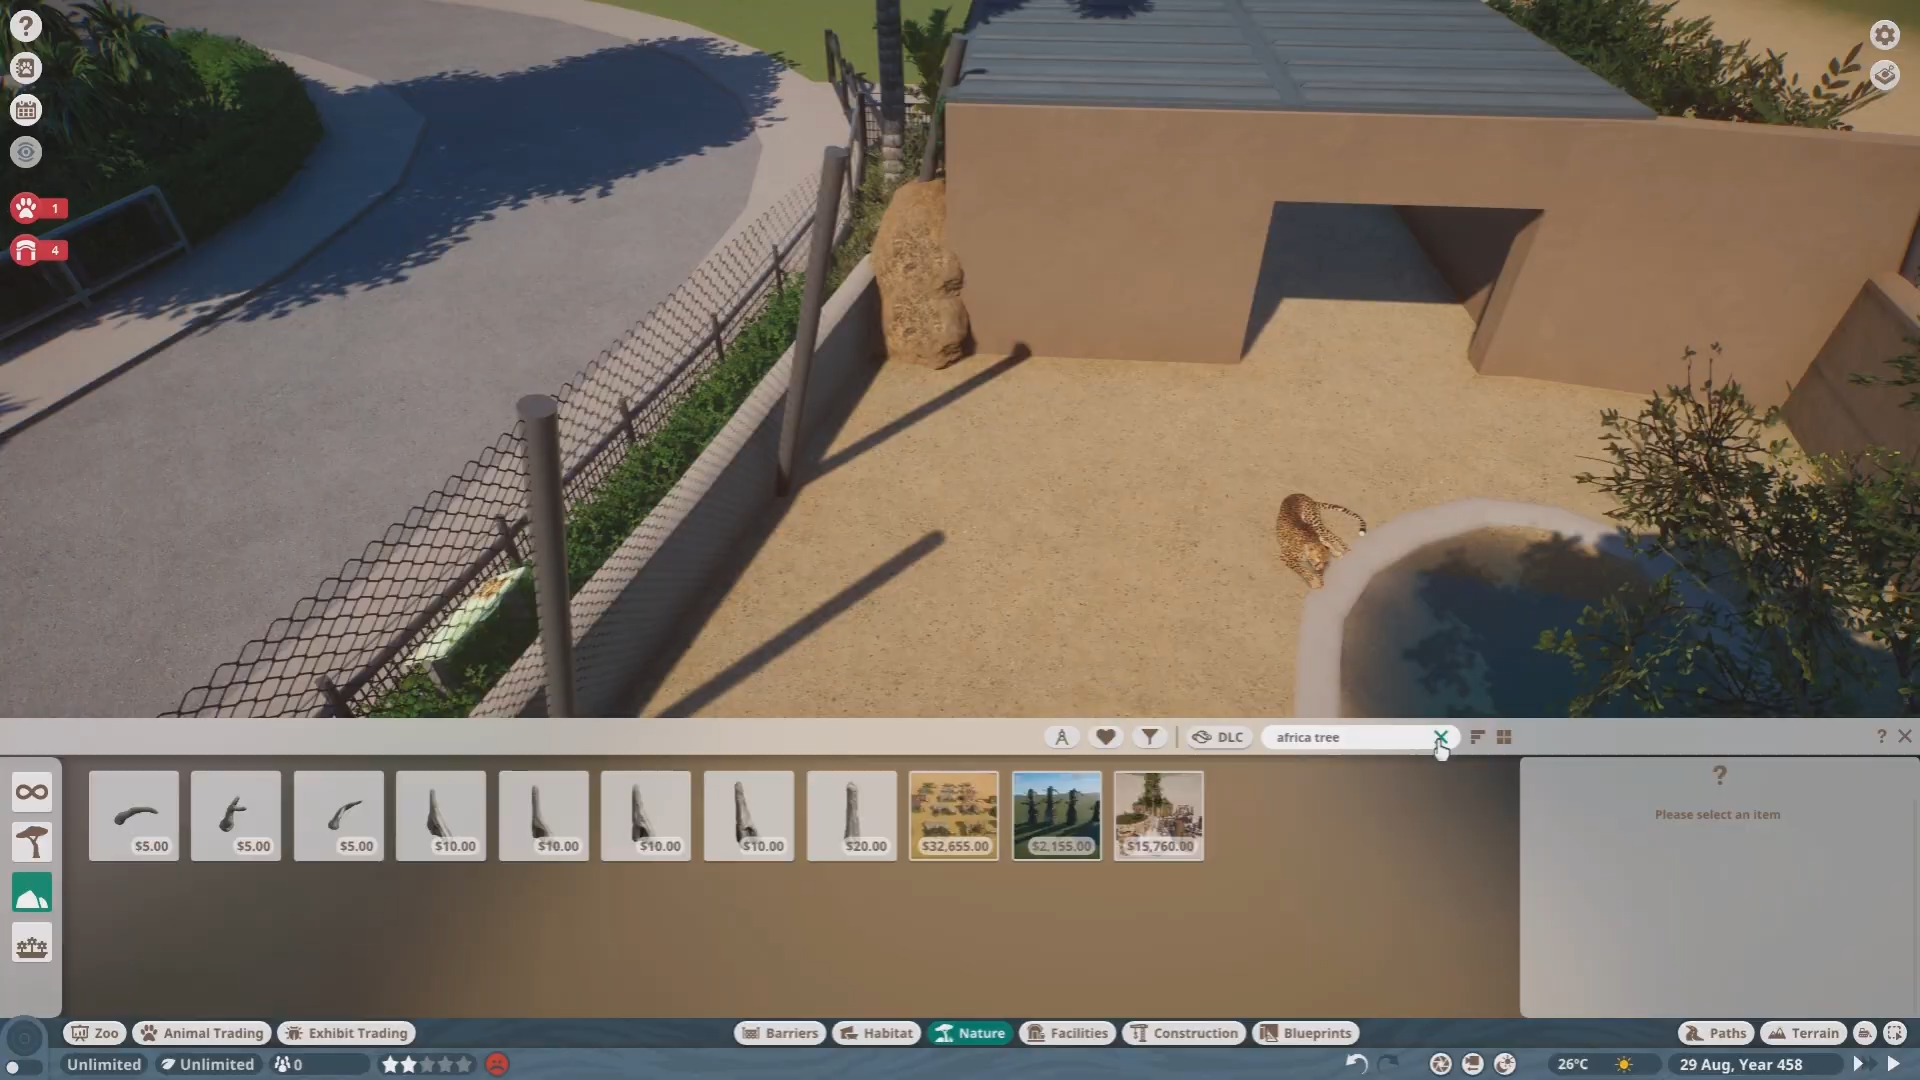 ?
1
4
DLC
africa tree
?
$5.00
$5.00
$5.00
$10.00
$10.00
$10.00
$10.00
$20.00
$32,655.00
$2,155.00
$15,760.00
?
Please select an item
Zoo
Animal Trading
Exhibit Trading
Barriers
Habitat
Nature
Facilities
Construction
Blueprints
Paths
Terrain
Unlimited
Unlimited
0
26°C
29 Aug, Year 458